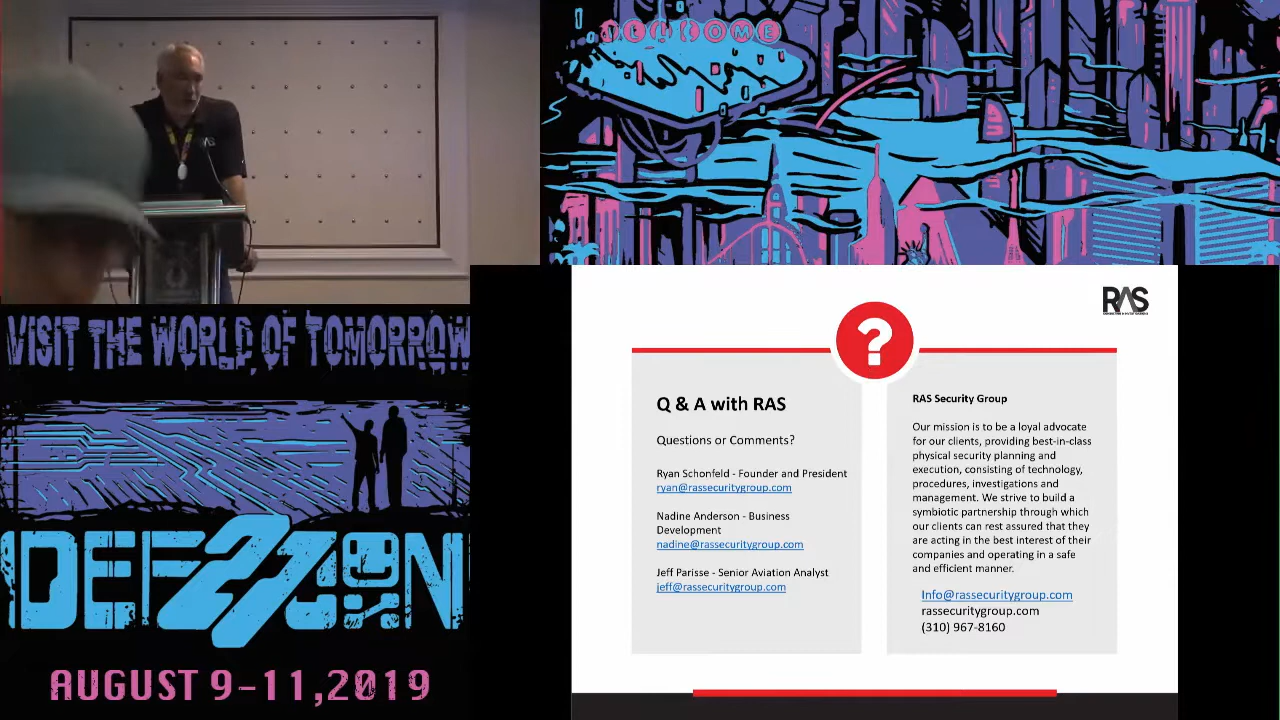 WELCOME
VISIT THE WORLD OF TOMORROW
DEF 27 CON
AUGUST 9-11,2019
RAS
Q & A with RAS
Questions or Comments?
Ryan Schonfeld - Founder and President
ryan@rassecuritygroup.com
Nadine Anderson - Business
Development
nadine@rassecuritygroup.com
Jeff Parisse - Senior Aviation Analyst
jeff@rassecuritygroup.com
?
RAS Security Group
Our mission is to be a loyal advocate
for our clients, providing best-in-class
physical security planning and
execution, consisting of technology,
procedures, investigations and
management. We strive to build a
symbiotic partnership through which
our clients can rest assured that they
are acting in the best interest of their
companies and operating in a safe
and efficient manner.
Info@rassecuritygroup.com
rassecuritygroup.com
(310) 967-8160